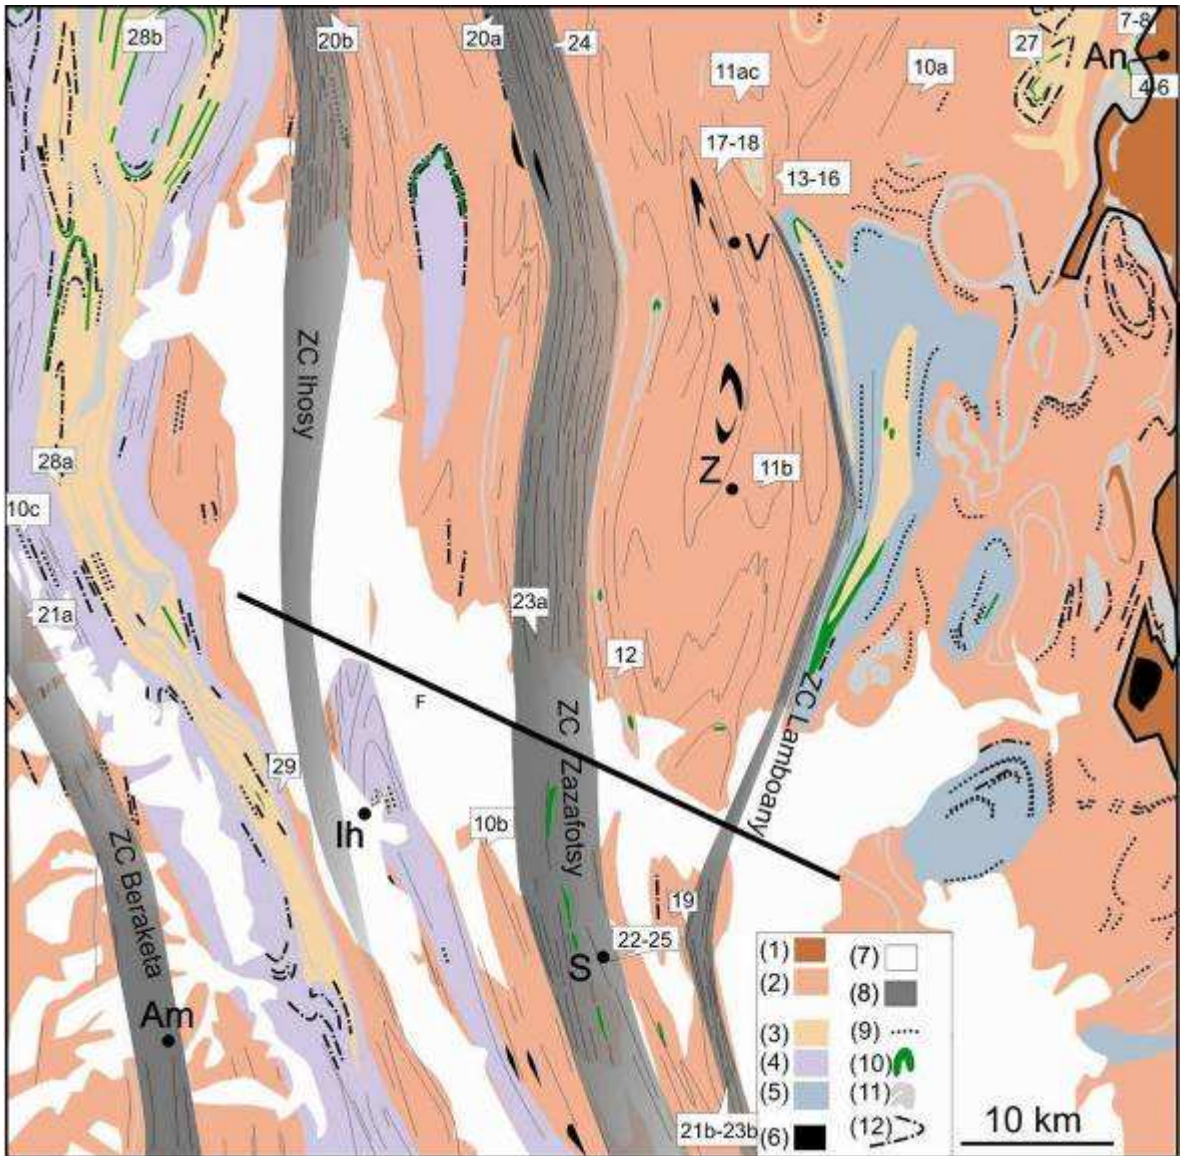 28b
20b
20a
24
27
7-8
An
4-6
11ac
10a
17-18
13-16
V
ZC Ihosy
28a
Z
11b
10c
21a
23a
12
F
ZC Zazafotsy
ZC Lamboany
29
Ih
10b
ZC Beraketa
19
22-25
S
Am
21b-23b
(1)
(2)
(3)
(4)
(5)
(6)
(7)
(8)
(9)
(10)
(11)
(12)
10 km